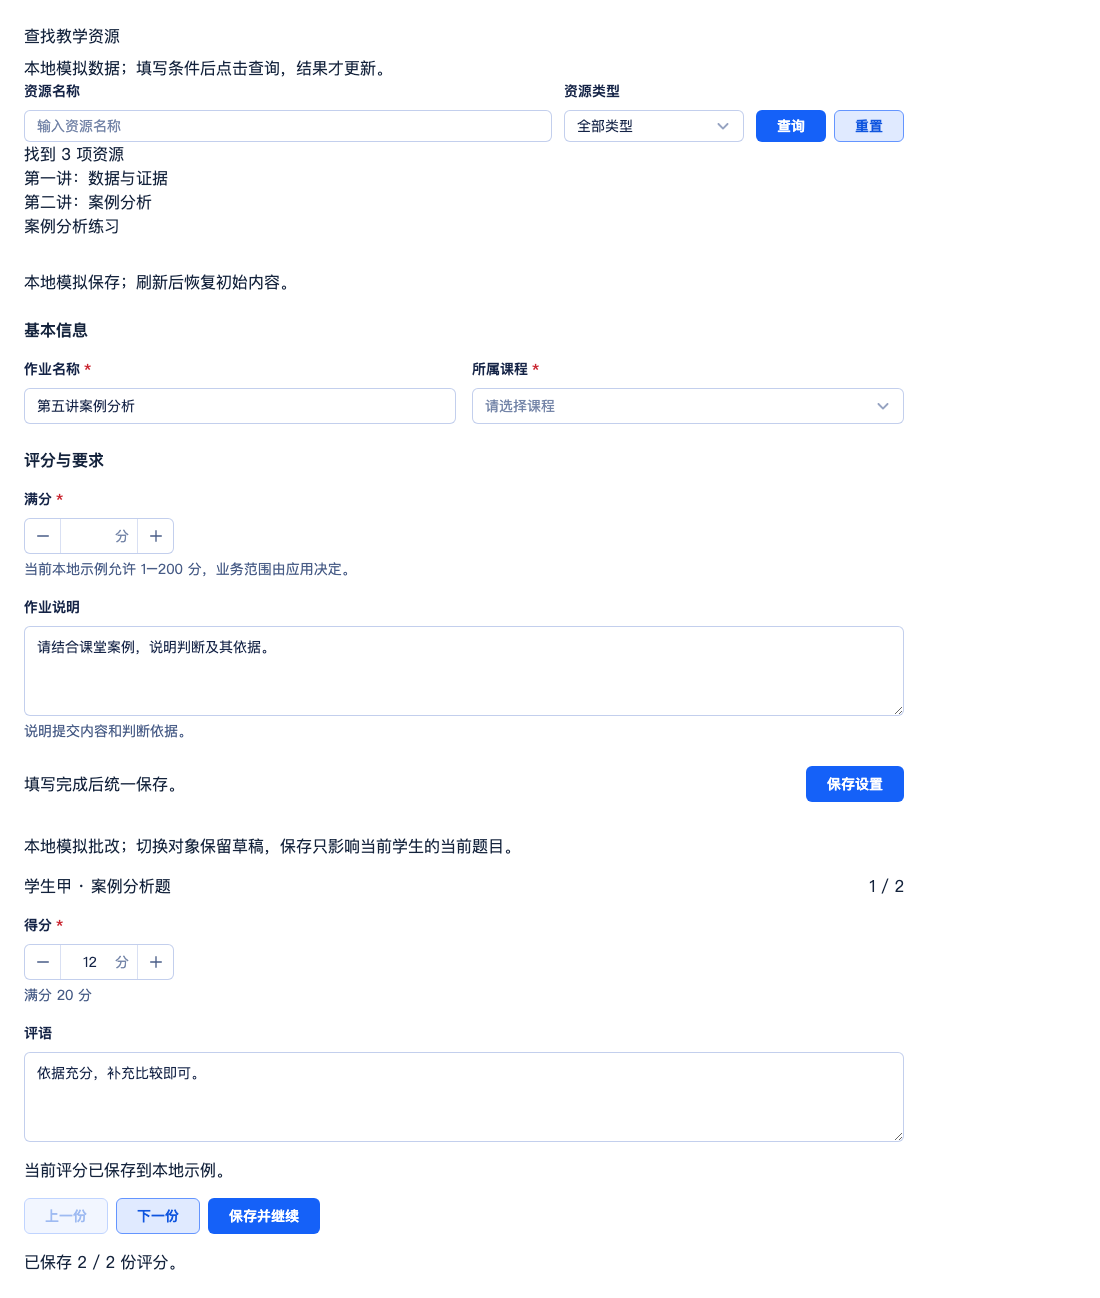 查找教学资源
本地模拟数据；填写条件后点击查询，结果才更新。
资源名称 资源类型
输入资源名称 全部类型 查询 重置
找到 3 项资源
第一讲：数据与证据
第二讲：案例分析
案例分析练习
本地模拟保存；刷新后恢复初始内容。
基本信息
作业名称 * 所属课程 *
第五讲案例分析 请选择课程
评分与要求
满分 *
分
当前本地示例允许 1—200 分，业务范围由应用决定。
作业说明
请结合课堂案例，说明判断及其依据。
说明提交内容和判断依据。
填写完成后统一保存。 保存设置
本地模拟批改；切换对象保留草稿，保存只影响当前学生的当前题目。
学生甲 · 案例分析题 1 / 2
得分 *
12 分
满分 20 分
评语
依据充分，补充比较即可。
当前评分已保存到本地示例。
上一份 下一份 保存并继续
已保存 2 / 2 份评分。